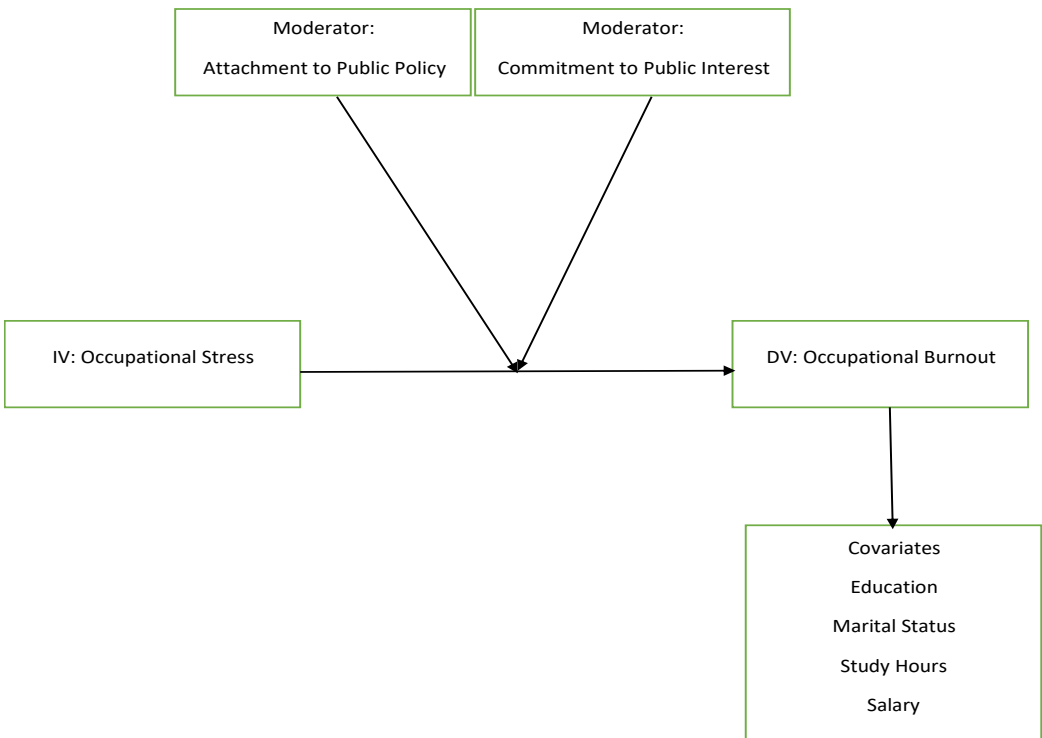 Moderator:
Attachment to Public Policy
Moderator:
Commitment to Public Interest
IV: Occupational Stress
DV: Occupational Burnout
Covariates
Education
Marital Status
Study Hours
Salary